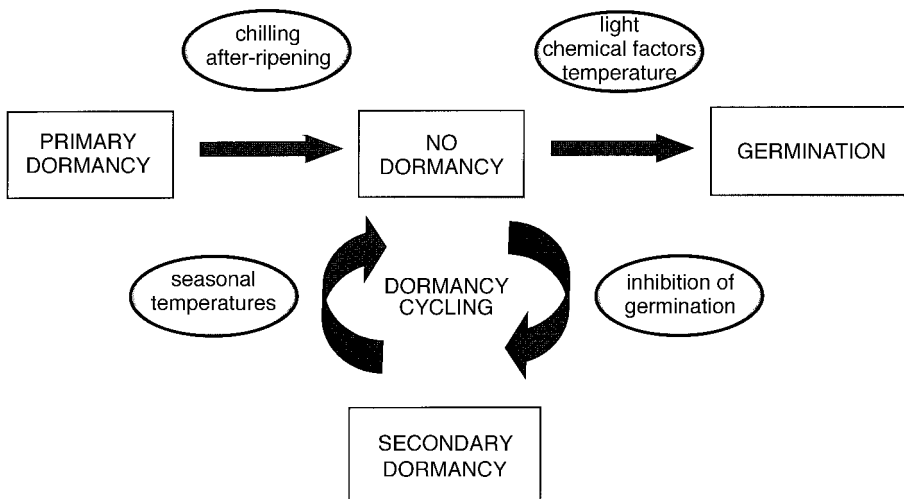 chilling
after-ripening
light
chemical factors
temperature
PRIMARY
DORMANCY
NO
DORMANCY
GERMINATION
seasonal
temperatures
DORMANCY
CYCLING
inhibition of
germination
SECONDARY
DORMANCY